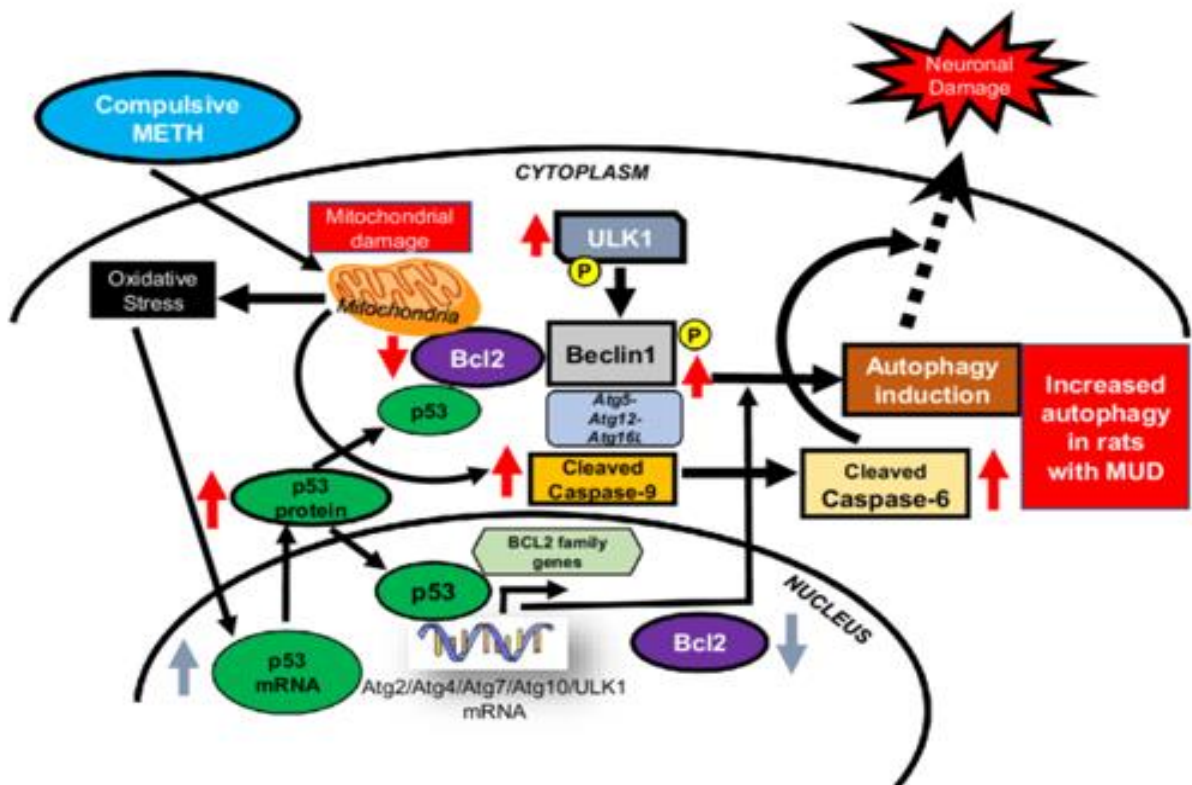 Neuronal
Damage
Compulsive
METH
CYTOPLASM
Mitochondrial
damage
ULK1
P
Oxidative
Stress
Mitochondria
Bcl2
Beclin1
P
p53
Atg5-
Atg12-
Atg16L
Autophagy
induction
Increased
autophagy
in rats
with MUD
Cleaved
Caspase-9
Cleaved
Caspase-6
p53
protein
BCL2 family
genes
p53
NUCLEUS
Bcl2
p53
mRNA
Atg2/Atg4/Atg7/Atg10/ULK1
mRNA